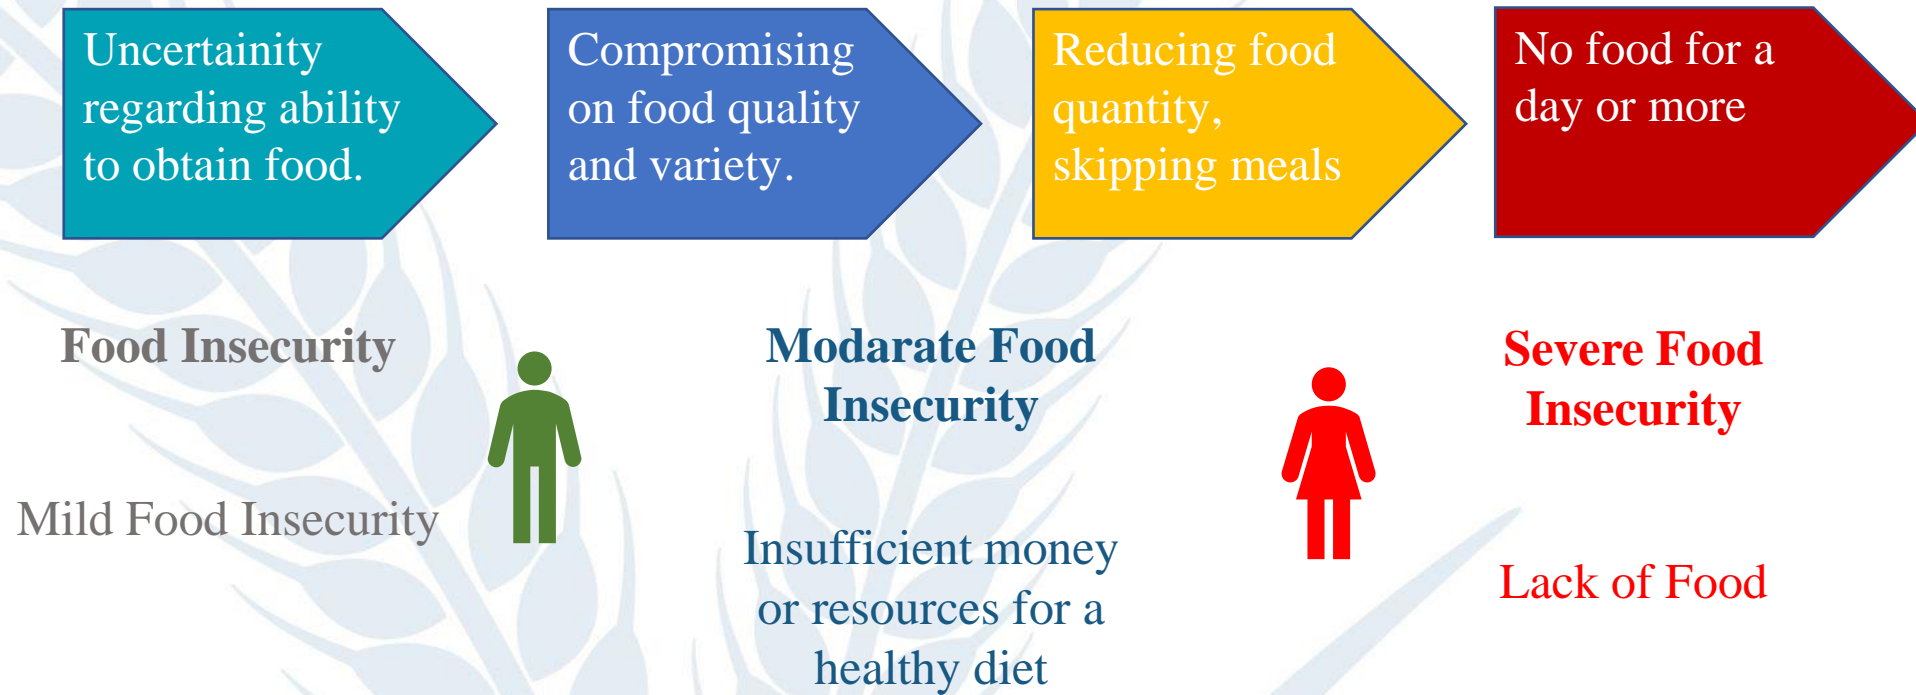 Uncertainity
regarding ability
to obtain food.
Compromising
on food quality
and variety.
Reducing food
quantity,
skipping meals
No food for a
day or more
Food Insecurity
Mild Food Insecurity
Modarate Food
Insecurity
Insufficient money
or resources for a
healthy diet
Severe Food
Insecurity
Lack of Food